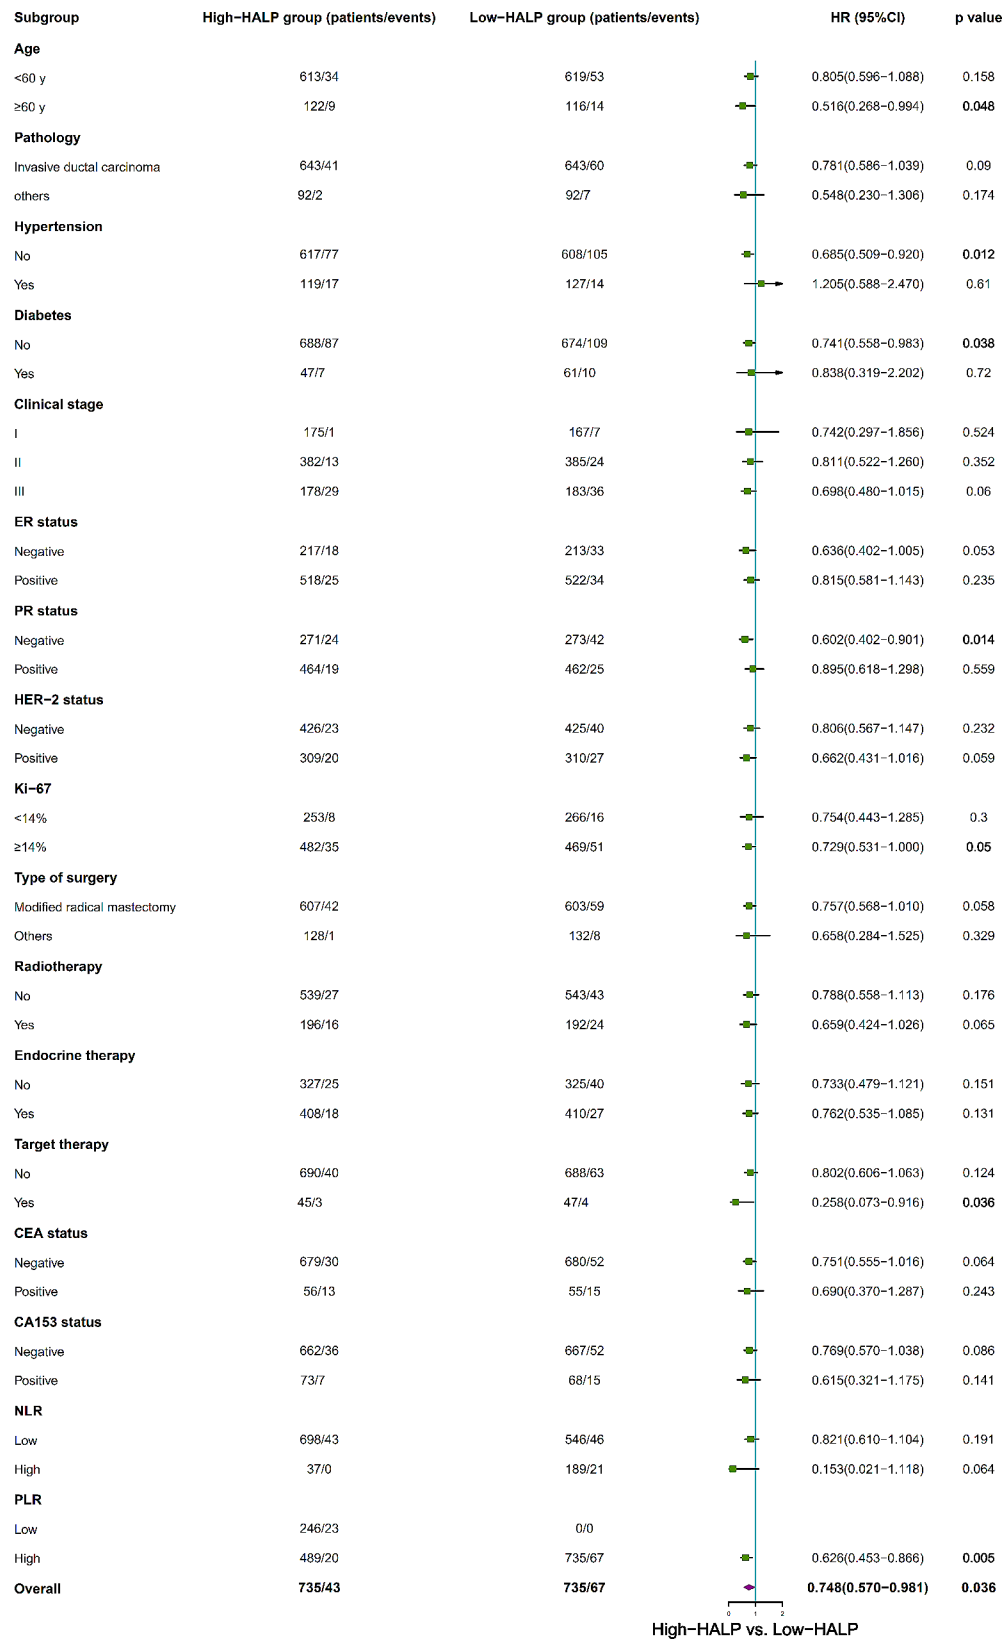 Subgroup High−HALP group (patients/events) Low−HALP group (patients/events) HR (95%CI) p value
Age
<60 y 613/34 619/53 0.805(0.596−1.088) 0.158
≥60 y 122/9 116/14 0.516(0.268−0.994) 0.048
Pathology
Invasive ductal carcinoma 643/41 643/60 0.781(0.586−1.039) 0.09
others 92/2 92/7 0.548(0.230−1.306) 0.174
Hypertension
No 617/77 608/105 0.685(0.509−0.920) 0.012
Yes 119/17 127/14 1.205(0.588−2.470) 0.61
Diabetes
No 688/87 674/109 0.741(0.558−0.983) 0.038
Yes 47/7 61/10 0.838(0.319−2.202) 0.72
Clinical stage
I 175/1 167/7 0.742(0.297−1.856) 0.524
II 382/13 385/24 0.811(0.522−1.260) 0.352
III 178/29 183/36 0.698(0.480−1.015) 0.06
ER status
Negative 217/18 213/33 0.636(0.402−1.005) 0.053
Positive 518/25 522/34 0.815(0.581−1.143) 0.235
PR status
Negative 271/24 273/42 0.602(0.402−0.901) 0.014
Positive 464/19 462/25 0.895(0.618−1.298) 0.559
HER−2 status
Negative 426/23 425/40 0.806(0.567−1.147) 0.232
Positive 309/20 310/27 0.662(0.431−1.016) 0.059
Ki−67
<14% 253/8 266/16 0.754(0.443−1.285) 0.3
≥14% 482/35 469/51 0.729(0.531−1.000) 0.05
Type of surgery
Modified radical mastectomy 607/42 603/59 0.757(0.568−1.010) 0.058
Others 128/1 132/8 0.658(0.284−1.525) 0.329
Radiotherapy
No 539/27 543/43 0.788(0.558−1.113) 0.176
Yes 196/16 192/24 0.659(0.424−1.026) 0.065
Endocrine therapy
No 327/25 325/40 0.733(0.479−1.121) 0.151
Yes 408/18 410/27 0.762(0.535−1.085) 0.131
Target therapy
No 690/40 688/63 0.802(0.606−1.063) 0.124
Yes 45/3 47/4 0.258(0.073−0.916) 0.036
CEA status
Negative 679/30 680/52 0.751(0.555−1.016) 0.064
Positive 56/13 55/15 0.690(0.370−1.287) 0.243
CA153 status
Negative 662/36 667/52 0.769(0.570−1.038) 0.086
Positive 73/7 68/15 0.615(0.321−1.175) 0.141
NLR
Low 698/43 546/46 0.821(0.610−1.104) 0.191
High 37/0 189/21 0.153(0.021−1.118) 0.064
PLR
Low 246/23 0/0
High 489/20 735/67 0.626(0.453−0.866) 0.005
Overall 735/43 735/67 0.748(0.570−0.981) 0.036
0 1 2
High−HALP vs. Low−HALP